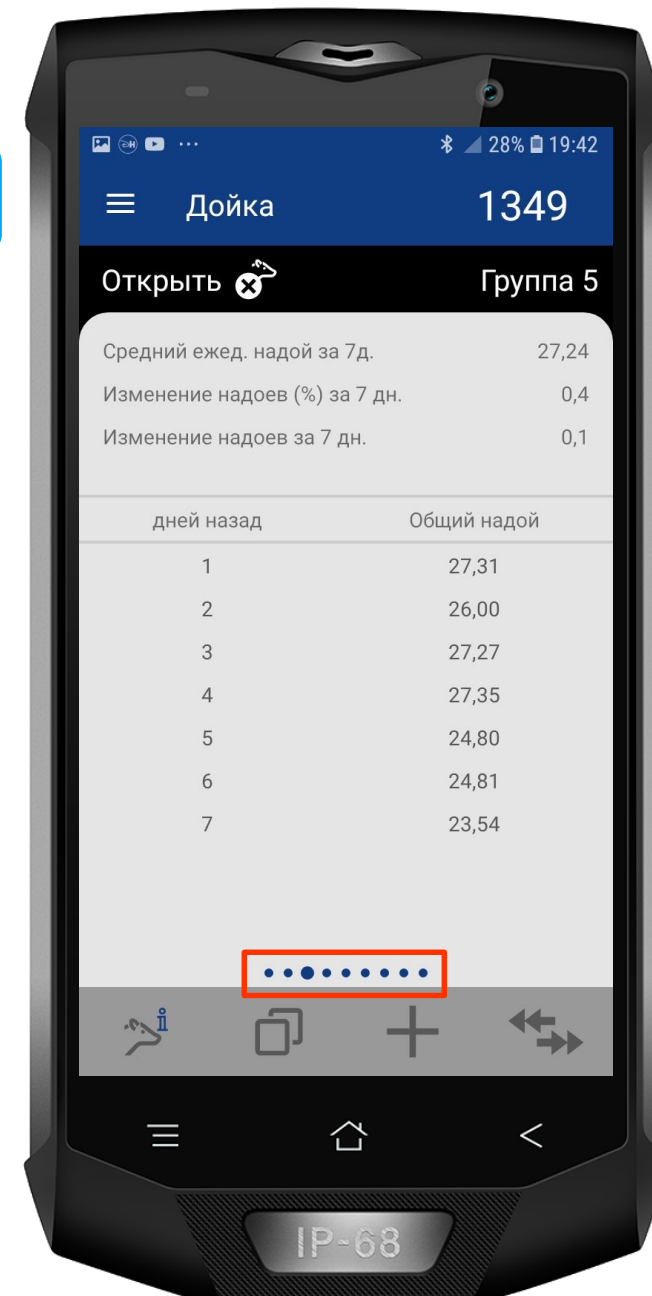 28% 19:42
Дойка 1349
Открыть Группа 5
Средний ежед. надой за 7д. 27,24
Изменение надоев (%) за 7 дн. 0,4
Изменение надоев за 7 дн. 0,1
дней назад Общий надой
1 27,31
2 26,00
3 27,27
4 27,35
5 24,80
6 24,81
7 23,54
IP-68